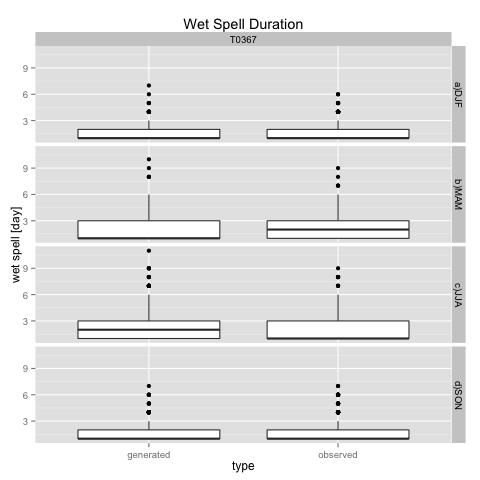 Wet Spell Duration
T0367
wet spell [day]
9
6
3
a)DJF
9
6
3
b)MAM
9
6
3
c)JJA
9
6
3
d)SON
generated observed
type